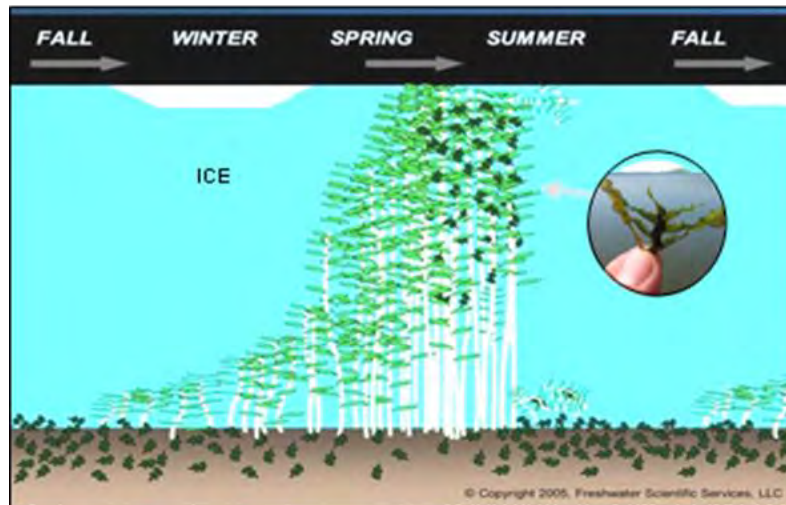 FALL WINTER SPRING SUMMER FALL
ICE
© Copyright 2005, Freshwater Scientific Services, LLC